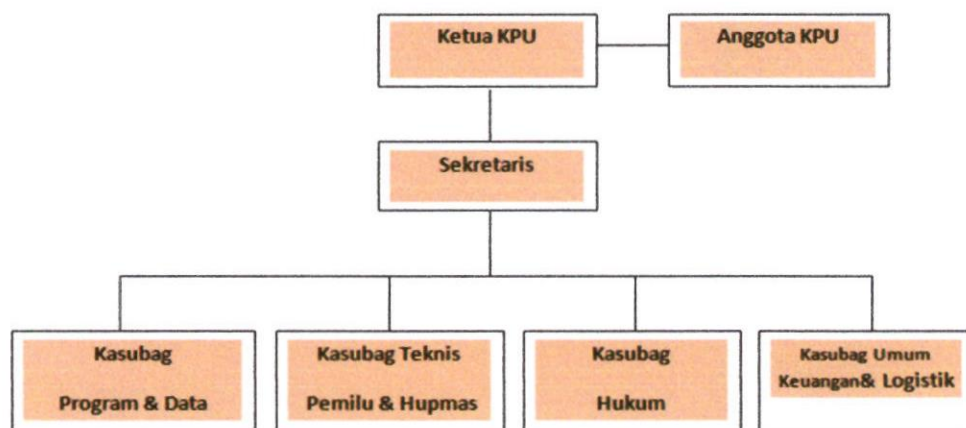 Ketua KPU
Anggota KPU
Sekretaris
Kasubag
Program & Data
Kasubag Teknis
Pemilu & Hupmas
Kasubag
Hukum
Kasubag Umum
Keuangan& Logistik